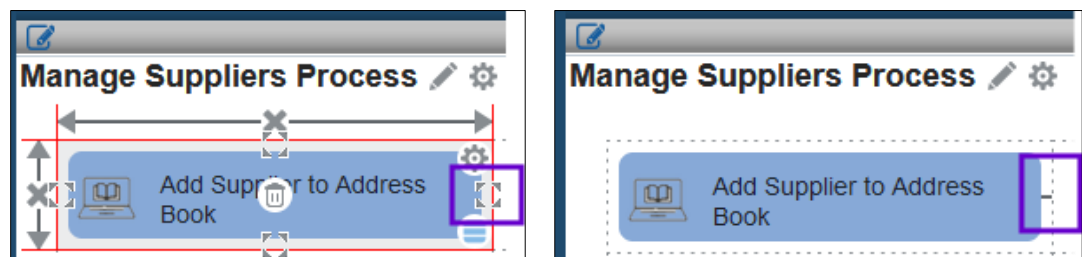 Manage Suppliers Process
Add Supplier to Address
Book
Manage Suppliers Process
Add Supplier to Address
Book